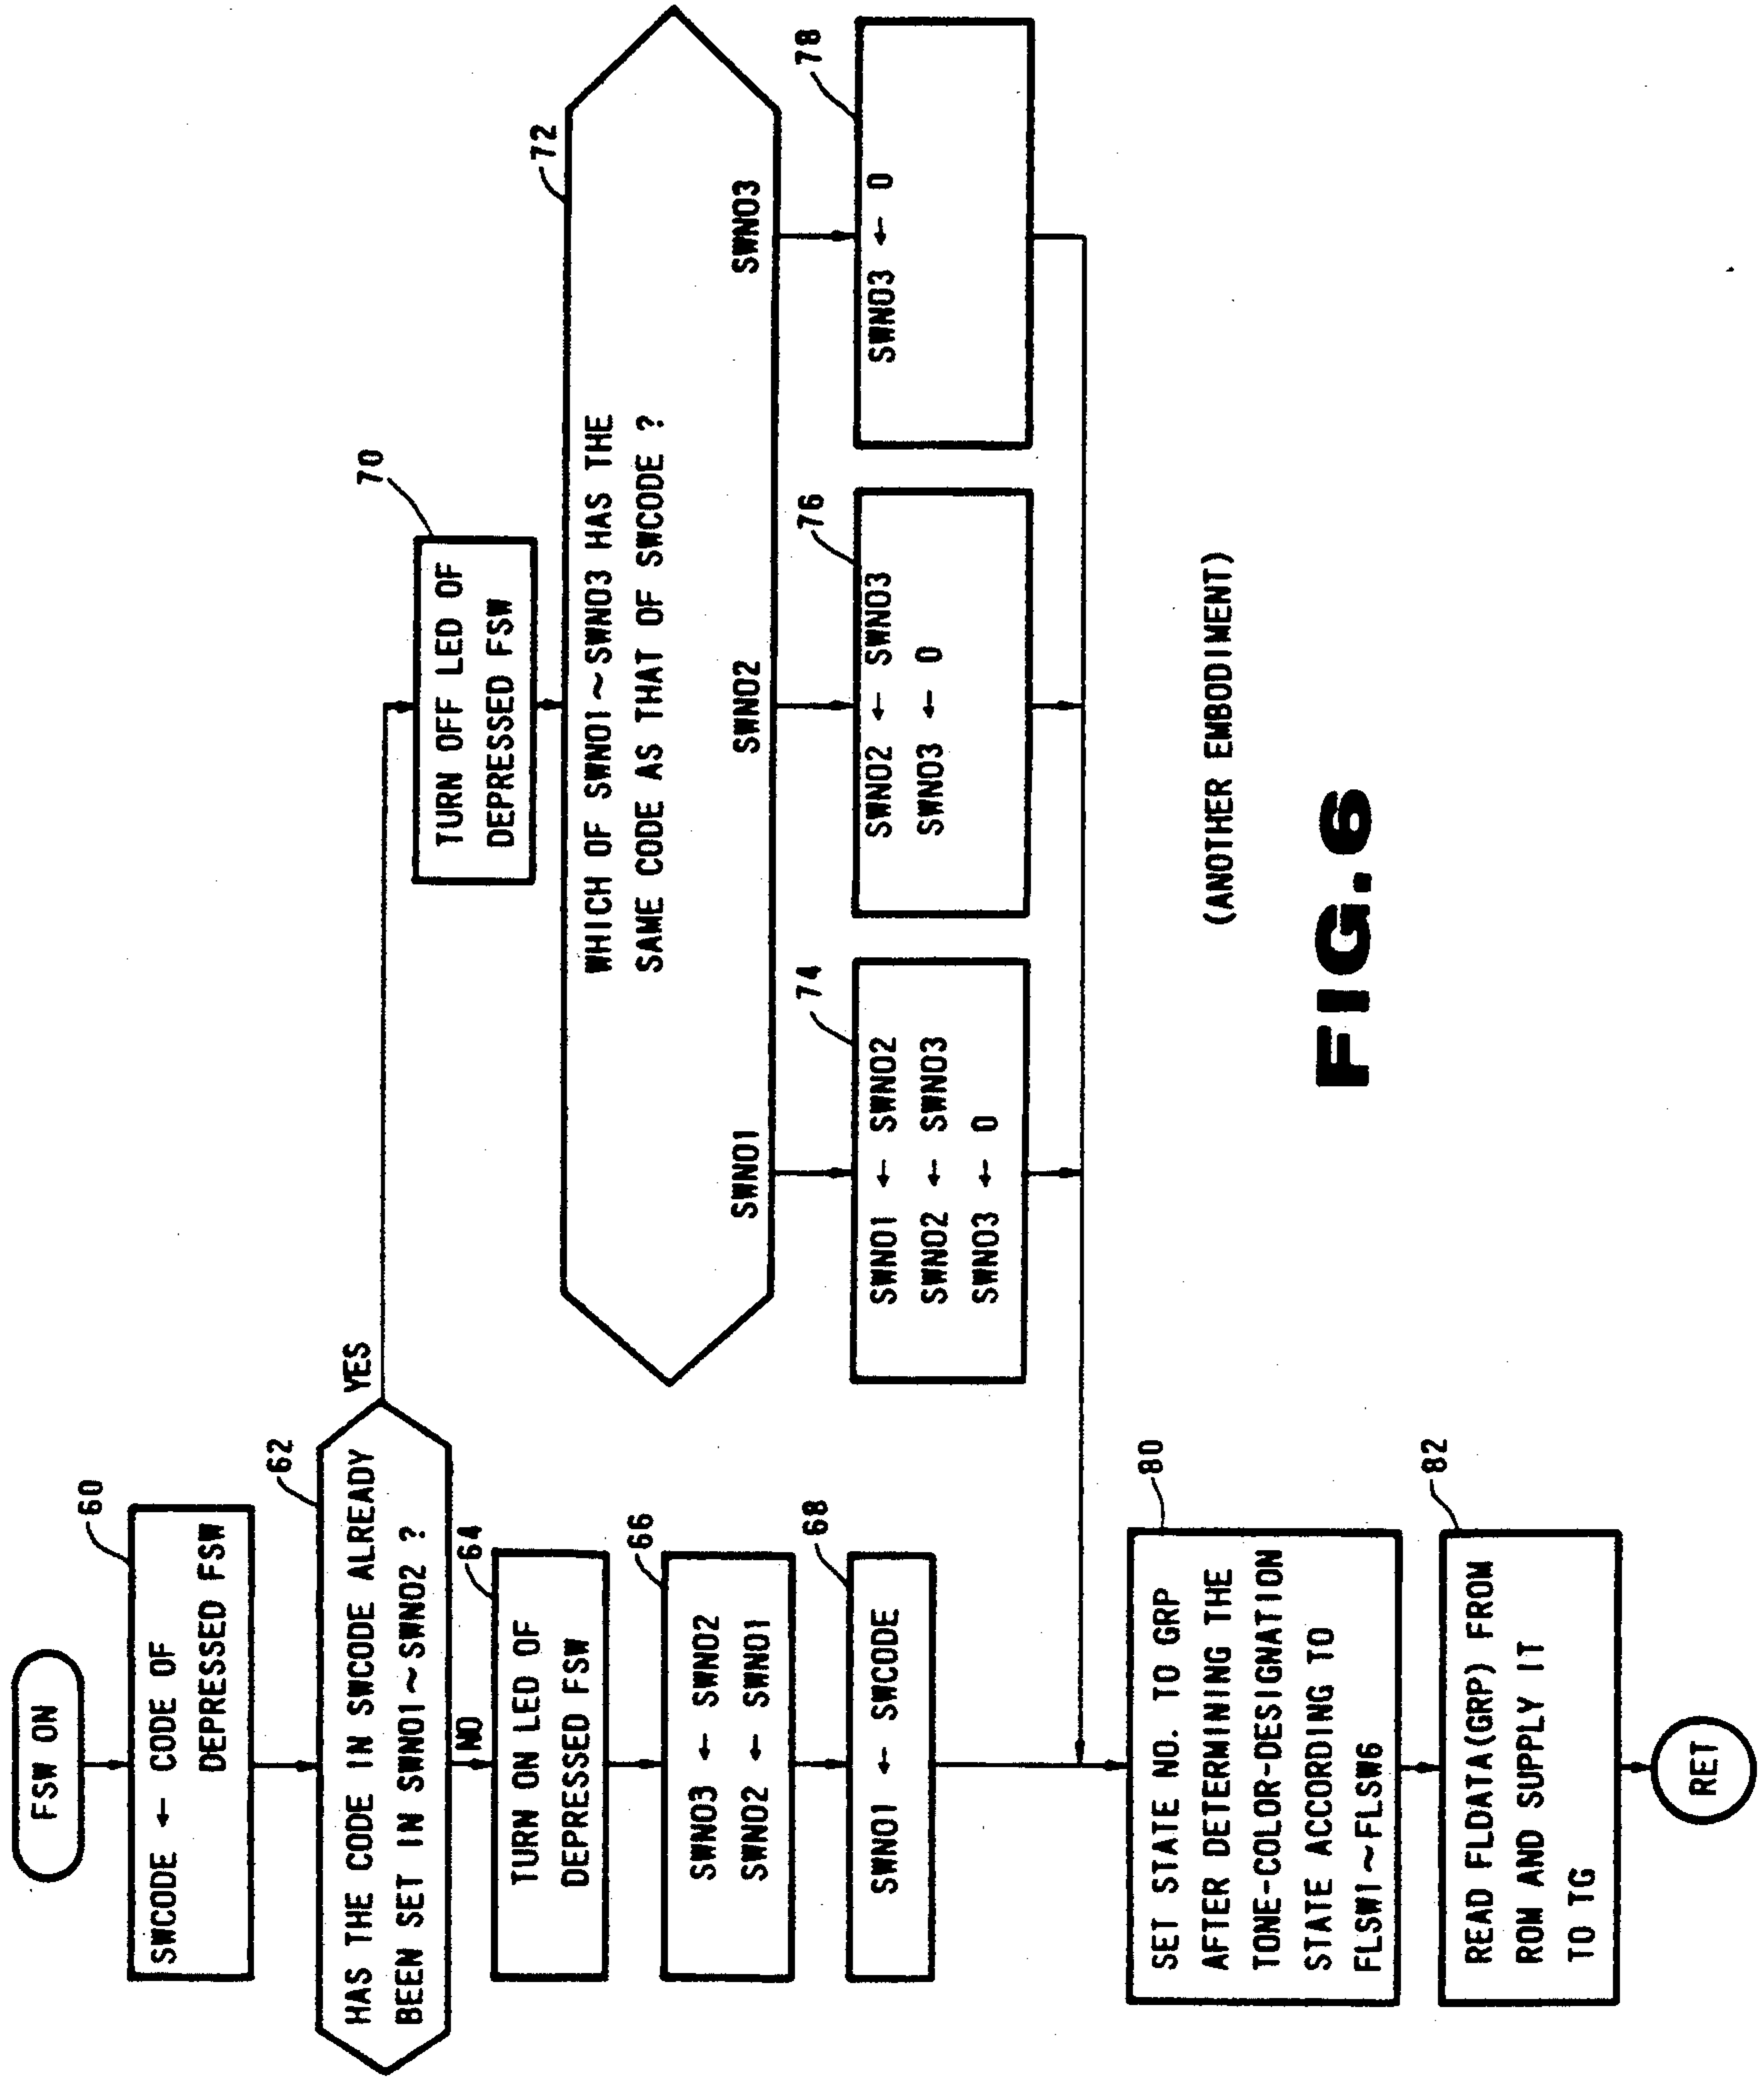 FSW ON
60
SWCODE ← CODE OF
DEPRESSED FSW
62
HAS THE CODE IN SWCODE ALREADY
BEEN SET IN SWNO1~SWNO2 ?
YES
NO
64
TURN ON LED OF
DEPRESSED FSW
66
SWNO3 ← SWNO2
SWNO2 ← SWNO1
68
SWNO1 ← SWCODE
70
TURN OFF LED OF
DEPRESSED FSW
72
WHICH OF SWNO1~SWNO3 HAS THE
SAME CODE AS THAT OF SWCODE ?
SWNO1
SWNO2
SWNO3
74
SWNO1 ← SWNO2
SWNO2 ← SWNO3
SWNO3 ← 0
76
SWNO2 ← SWNO3
SWNO3 ← 0
78
SWNO3 ← 0
80
SET STATE NO. TO GRP
AFTER DETERMINING THE
TONE-COLOR-DESIGNATION
STATE ACCORDING TO
FLSW1~FLSW6
82
READ FLDATA(GRP) FROM
ROM AND SUPPLY IT
TO TG
RET
(ANOTHER EMBODIMENT)
FIG.6